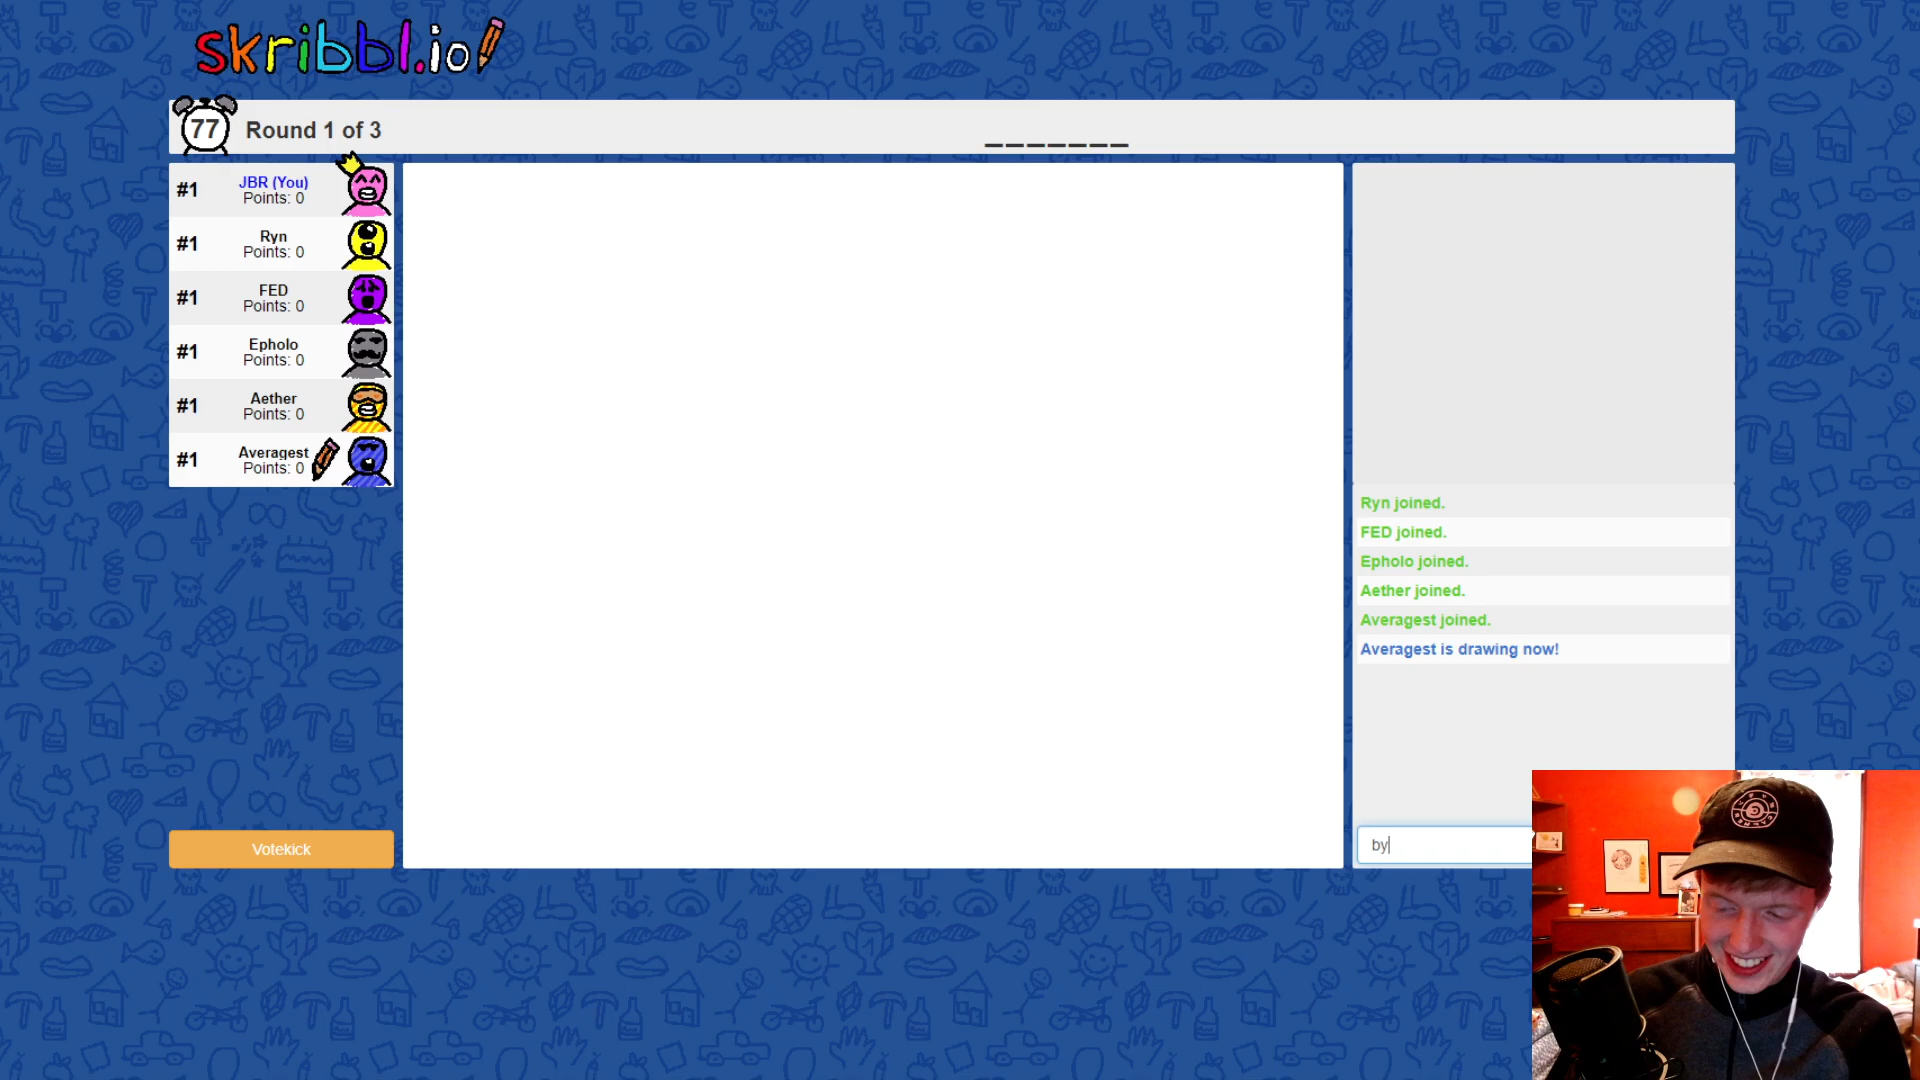 skribbl.io
77
Round 1 of 3
_______
#1
JBR (You)
Points: 0
#1
Ryn
Points: 0
#1
FED
Points: 0
#1
Epholo
Points: 0
#1
Aether
Points: 0
#1
Averagest
Points: 0
Votekick
Ryn joined.
FED joined.
Epholo joined.
Aether joined.
Averagest joined.
Averagest is drawing now!
by